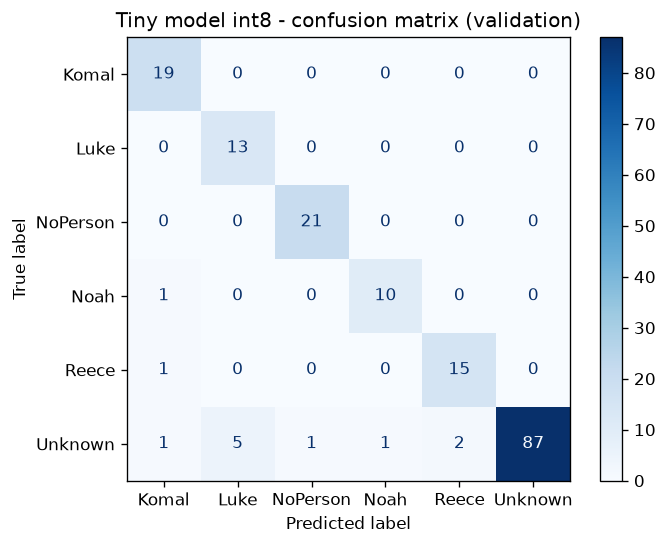 Tiny model int8 - confusion matrix (validation)
Komal 19 0 0 0 0 0
Luke 0 13 0 0 0 0
NoPerson 0 0 21 0 0 0
Noah 1 0 0 10 0 0
Reece 1 0 0 0 15 0
Unknown 1 5 1 1 2 87
Komal Luke NoPerson Noah Reece Unknown
Predicted label
True label
80
70
60
50
40
30
20
10
0